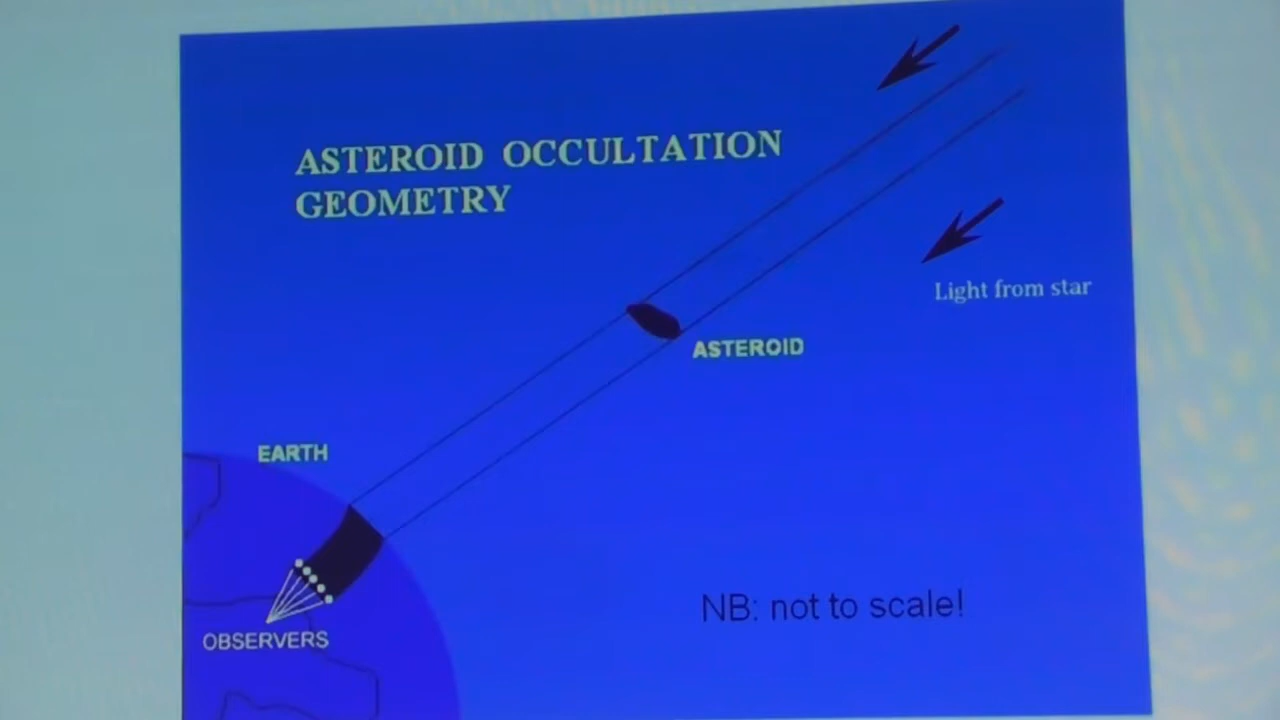 ASTEROID OCCULTATION
GEOMETRY
Light from star
ASTEROID
EARTH
NB: not to scale!
OBSERVERS